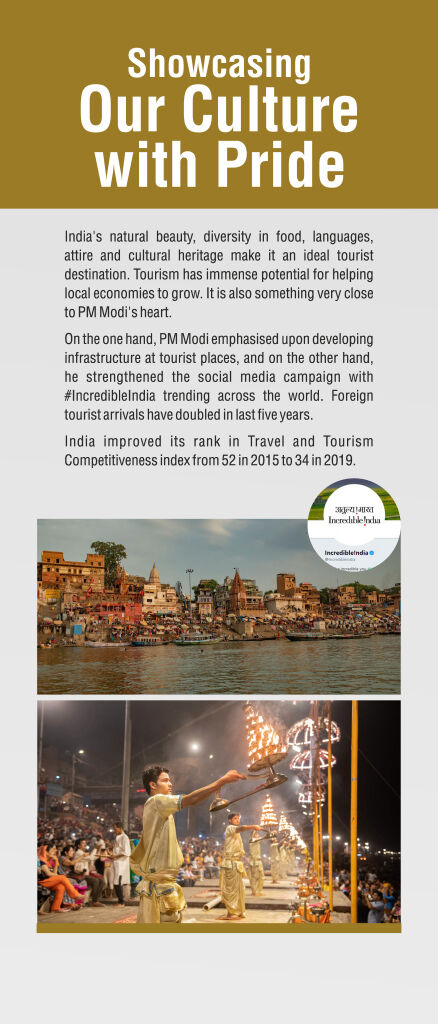 Showcasing
Our Culture
with Pride
India's natural beauty, diversity in food, languages,
attire and cultural heritage make it an ideal tourist
destination. Tourism has immense potential for helping
local economies to grow. It is also something very close
to PM Modi's heart.
On the one hand, PM Modi emphasised upon developing
infrastructure at tourist places, and on the other hand,
he strengthened the social media campaign with
#IncredibleIndia trending across the world. Foreign
tourist arrivals have doubled in last five years.
India improved its rank in Travel and Tourism
Competitiveness index from 52 in 2015 to 34 in 2019.
अतुल्य!भारत
Incredible!ndia
IncredibleIndia
@incredibleindia